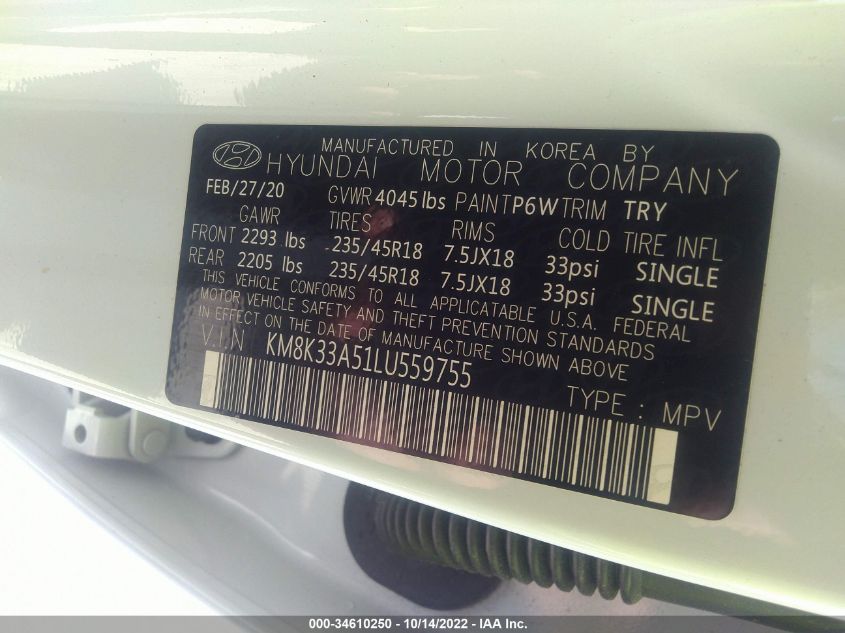 MANUFACTURED IN KOREA BY
HYUNDAI MOTOR COMPANY
FEB/27/20 GVWR 4045 lbs PAINT P6W TRIM TRY
GAWR TIRES RIMS COLD TIRE INFL
FRONT 2293 lbs 235/45R18 7.5JX18 33psi SINGLE
REAR 2205 lbs 235/45R18 7.5JX18 33psi SINGLE
THIS VEHICLE CONFORMS TO ALL APPLICATABLE U.S.A. FEDERAL
MOTOR VEHICLE SAFETY AND THEFT PREVENTION STANDARDS
IN EFFECT ON THE DATE OF MANUFACTURE SHOWN ABOVE
V.I.N KM8K33A51LU559755
TYPE : MPV
000-34610250 - 10/14/2022 - IAA Inc.